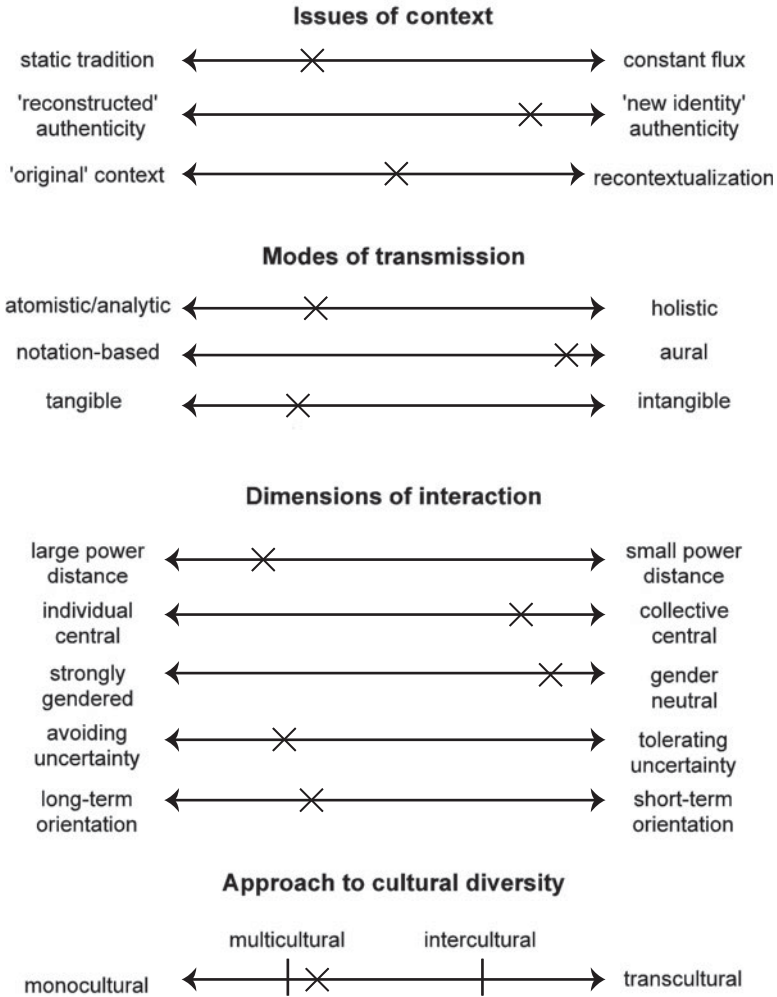 Issues of context
static tradition
constant flux
'reconstructed'
authenticity
'new identity'
authenticity
'original' context
recontextualization
Modes of transmission
atomistic/analytic
holistic
notation-based
aural
tangible
intangible
Dimensions of interaction
large power
distance
small power
distance
individual
central
collective
central
strongly
gendered
gender
neutral
avoiding
uncertainty
tolerating
uncertainty
long-term
orientation
short-term
orientation
Approach to cultural diversity
multicultural
intercultural
monocultural
transcultural